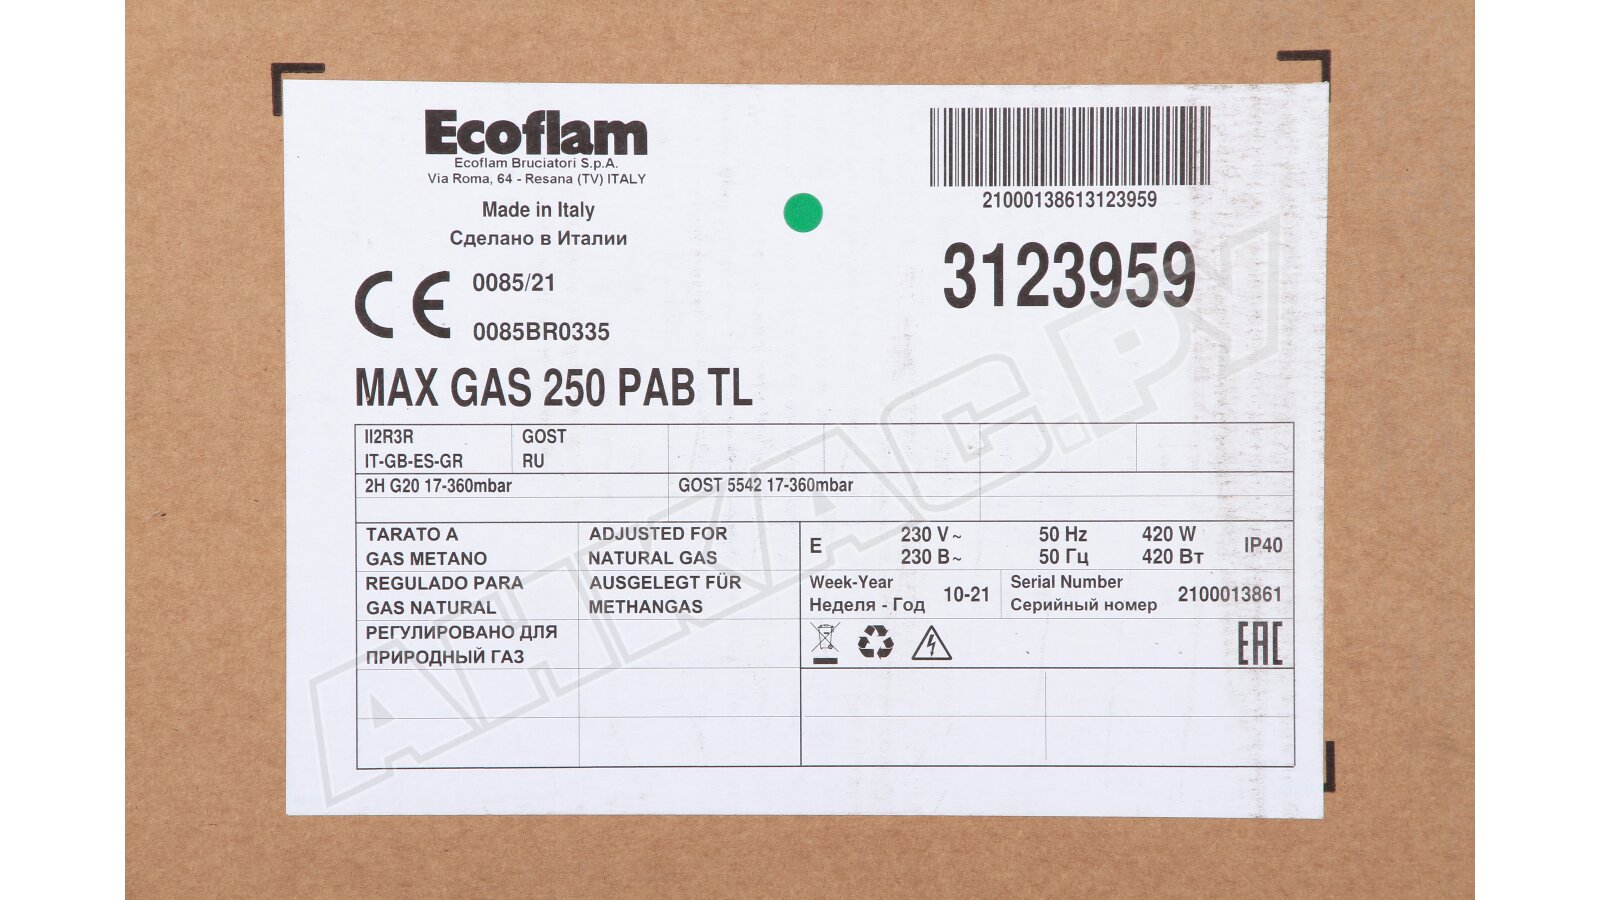 Ecoflam
Ecoflam Bruciatori S.p.A.
Via Roma, 64 - Resana (TV) ITALY
Made in Italy
Сделано в Италии
CE 0085/21
0085BR0335
21000138613123959
3123959
MAX GAS 250 PAB TL
II2R3R
IT-GB-ES-GR
GOST
RU
2H G20 17-360mbar
GOST 5542 17-360mbar
TARATO A
GAS METANO
ADJUSTED FOR
NATURAL GAS
REGULADO PARA
GAS NATURAL
AUSGELEGT FÜR
METHANGAS
РЕГУЛИРОВАНО ДЛЯ
ПРИРОДНЫЙ ГАЗ
E 230 V~ 50 Hz 420 W IP40
230 В~ 50 Гц 420 Вт
Week-Year
Неделя - Год
10-21
Serial Number
Серийный номер
2100013861
EAC
АНКАС.РУ